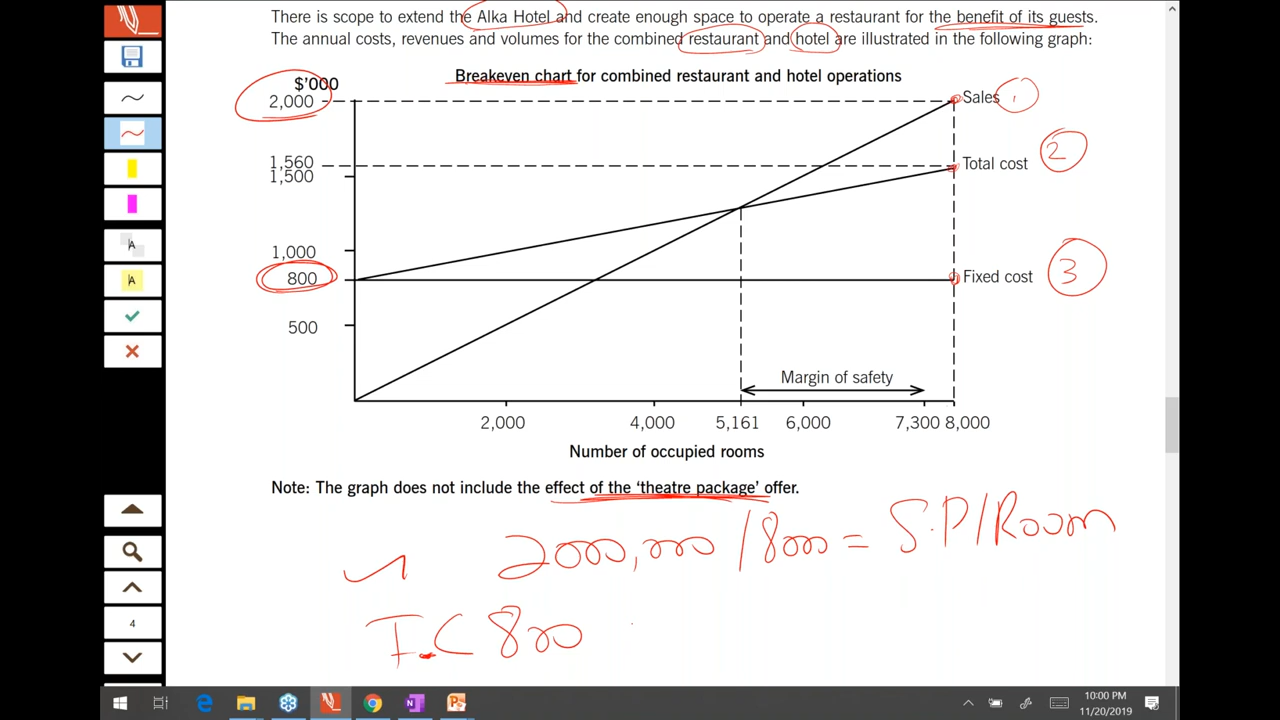 There is scope to extend the Alka Hotel and create enough space to operate a restaurant for the benefit of its guests.
The annual costs, revenues and volumes for the combined restaurant and hotel are illustrated in the following graph:
Breakeven chart for combined restaurant and hotel operations
$'000
2,000
Sales 1
1,560
Total cost 2
1,500
1,000
800
Fixed cost 3
500
Margin of safety
2,000 4,000 5,161 6,000 7,300 8,000
Number of occupied rooms
Note: The graph does not include the effect of the 'theatre package' offer.
2000,000 / 8000 = S.P/Room
F.C 800
4
10:00 PM
11/20/2019